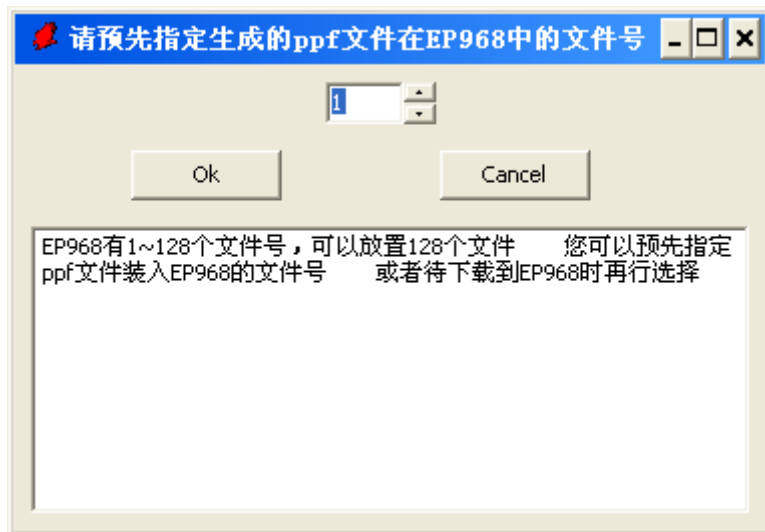 请预先指定生成的ppf文件在EP968中的文件号
1
Ok Cancel
EP968有1~128个文件号，可以放置128个文件 您可以预先指定
ppf文件装入EP968的文件号 或者待下载到EP968时再行选择